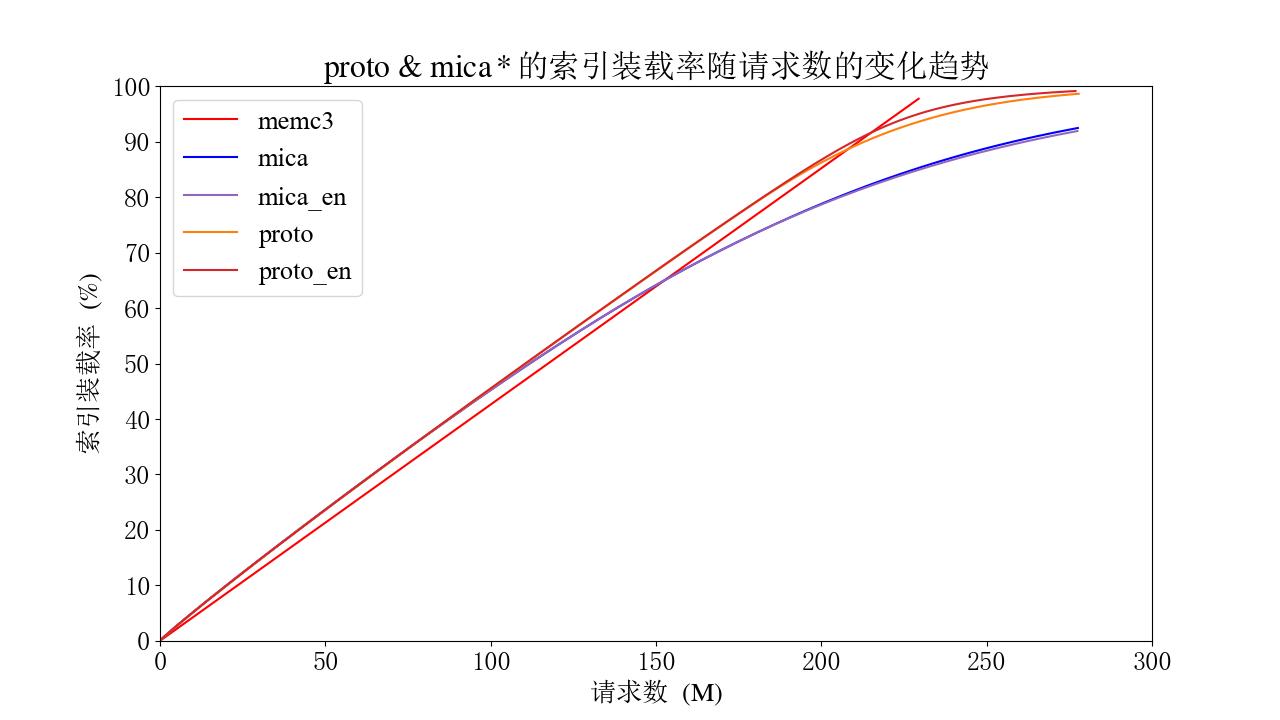 proto & mica * 的索引装载率随请求数的变化趋势
100
90
80
70
60
50
40
30
20
10
0
memc3
mica
mica_en
proto
proto_en
索引装载率 (%)
0 50 100 150 200 250 300
请求数 (M)